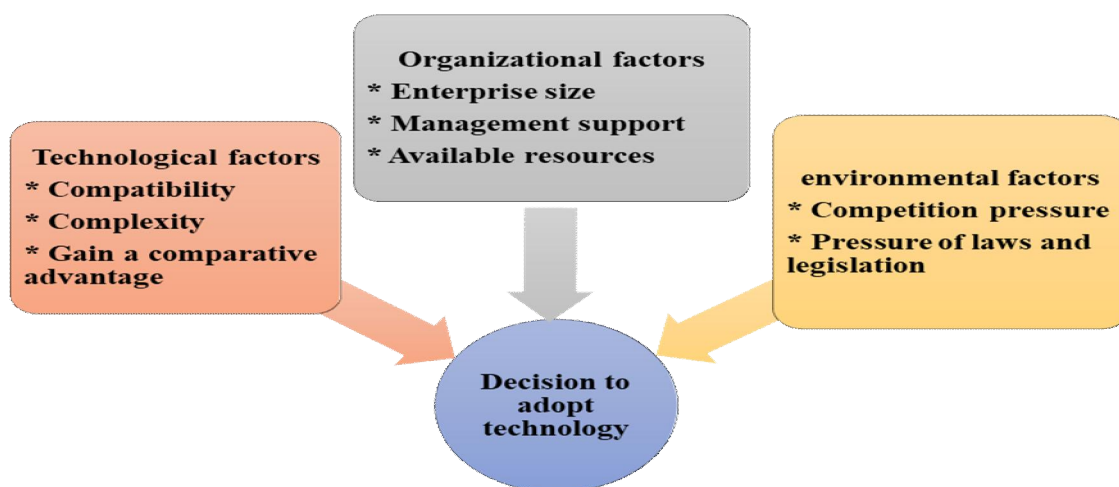 Organizational factors
* Enterprise size
* Management support
* Available resources
Technological factors
* Compatibility
* Complexity
* Gain a comparative
advantage
environmental factors
* Competition pressure
* Pressure of laws and
legislation
Decision to
adopt
technology